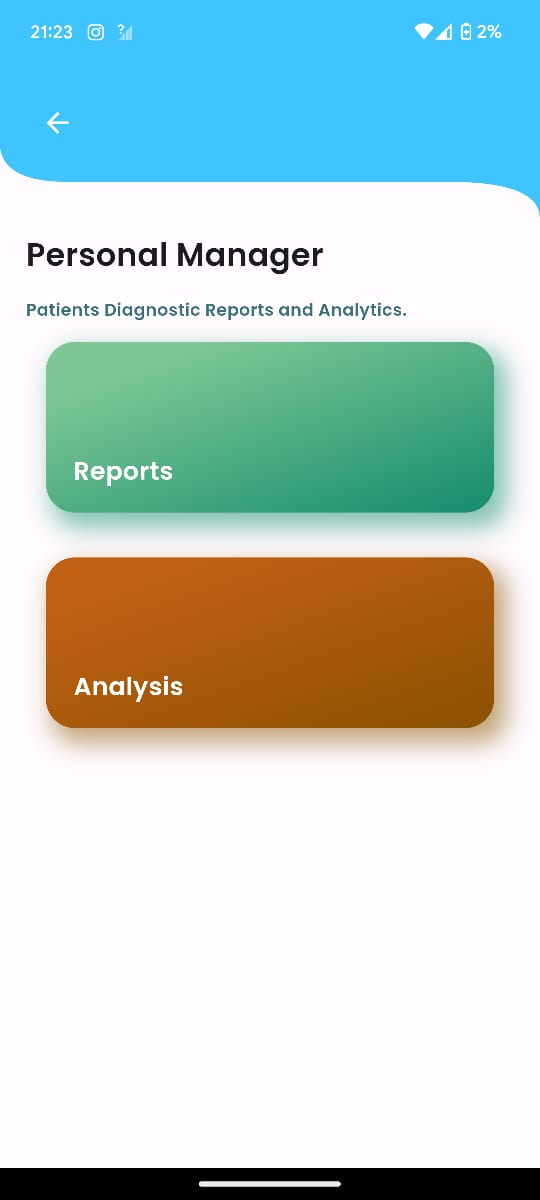 21:23
2%
Personal Manager
Patients Diagnostic Reports and Analytics.
Reports
Analysis